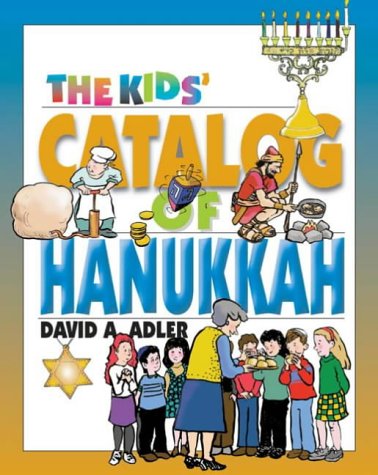 THE KIDS'
CATALOG
OF
HANUKKAH
DAVID A. ADLER